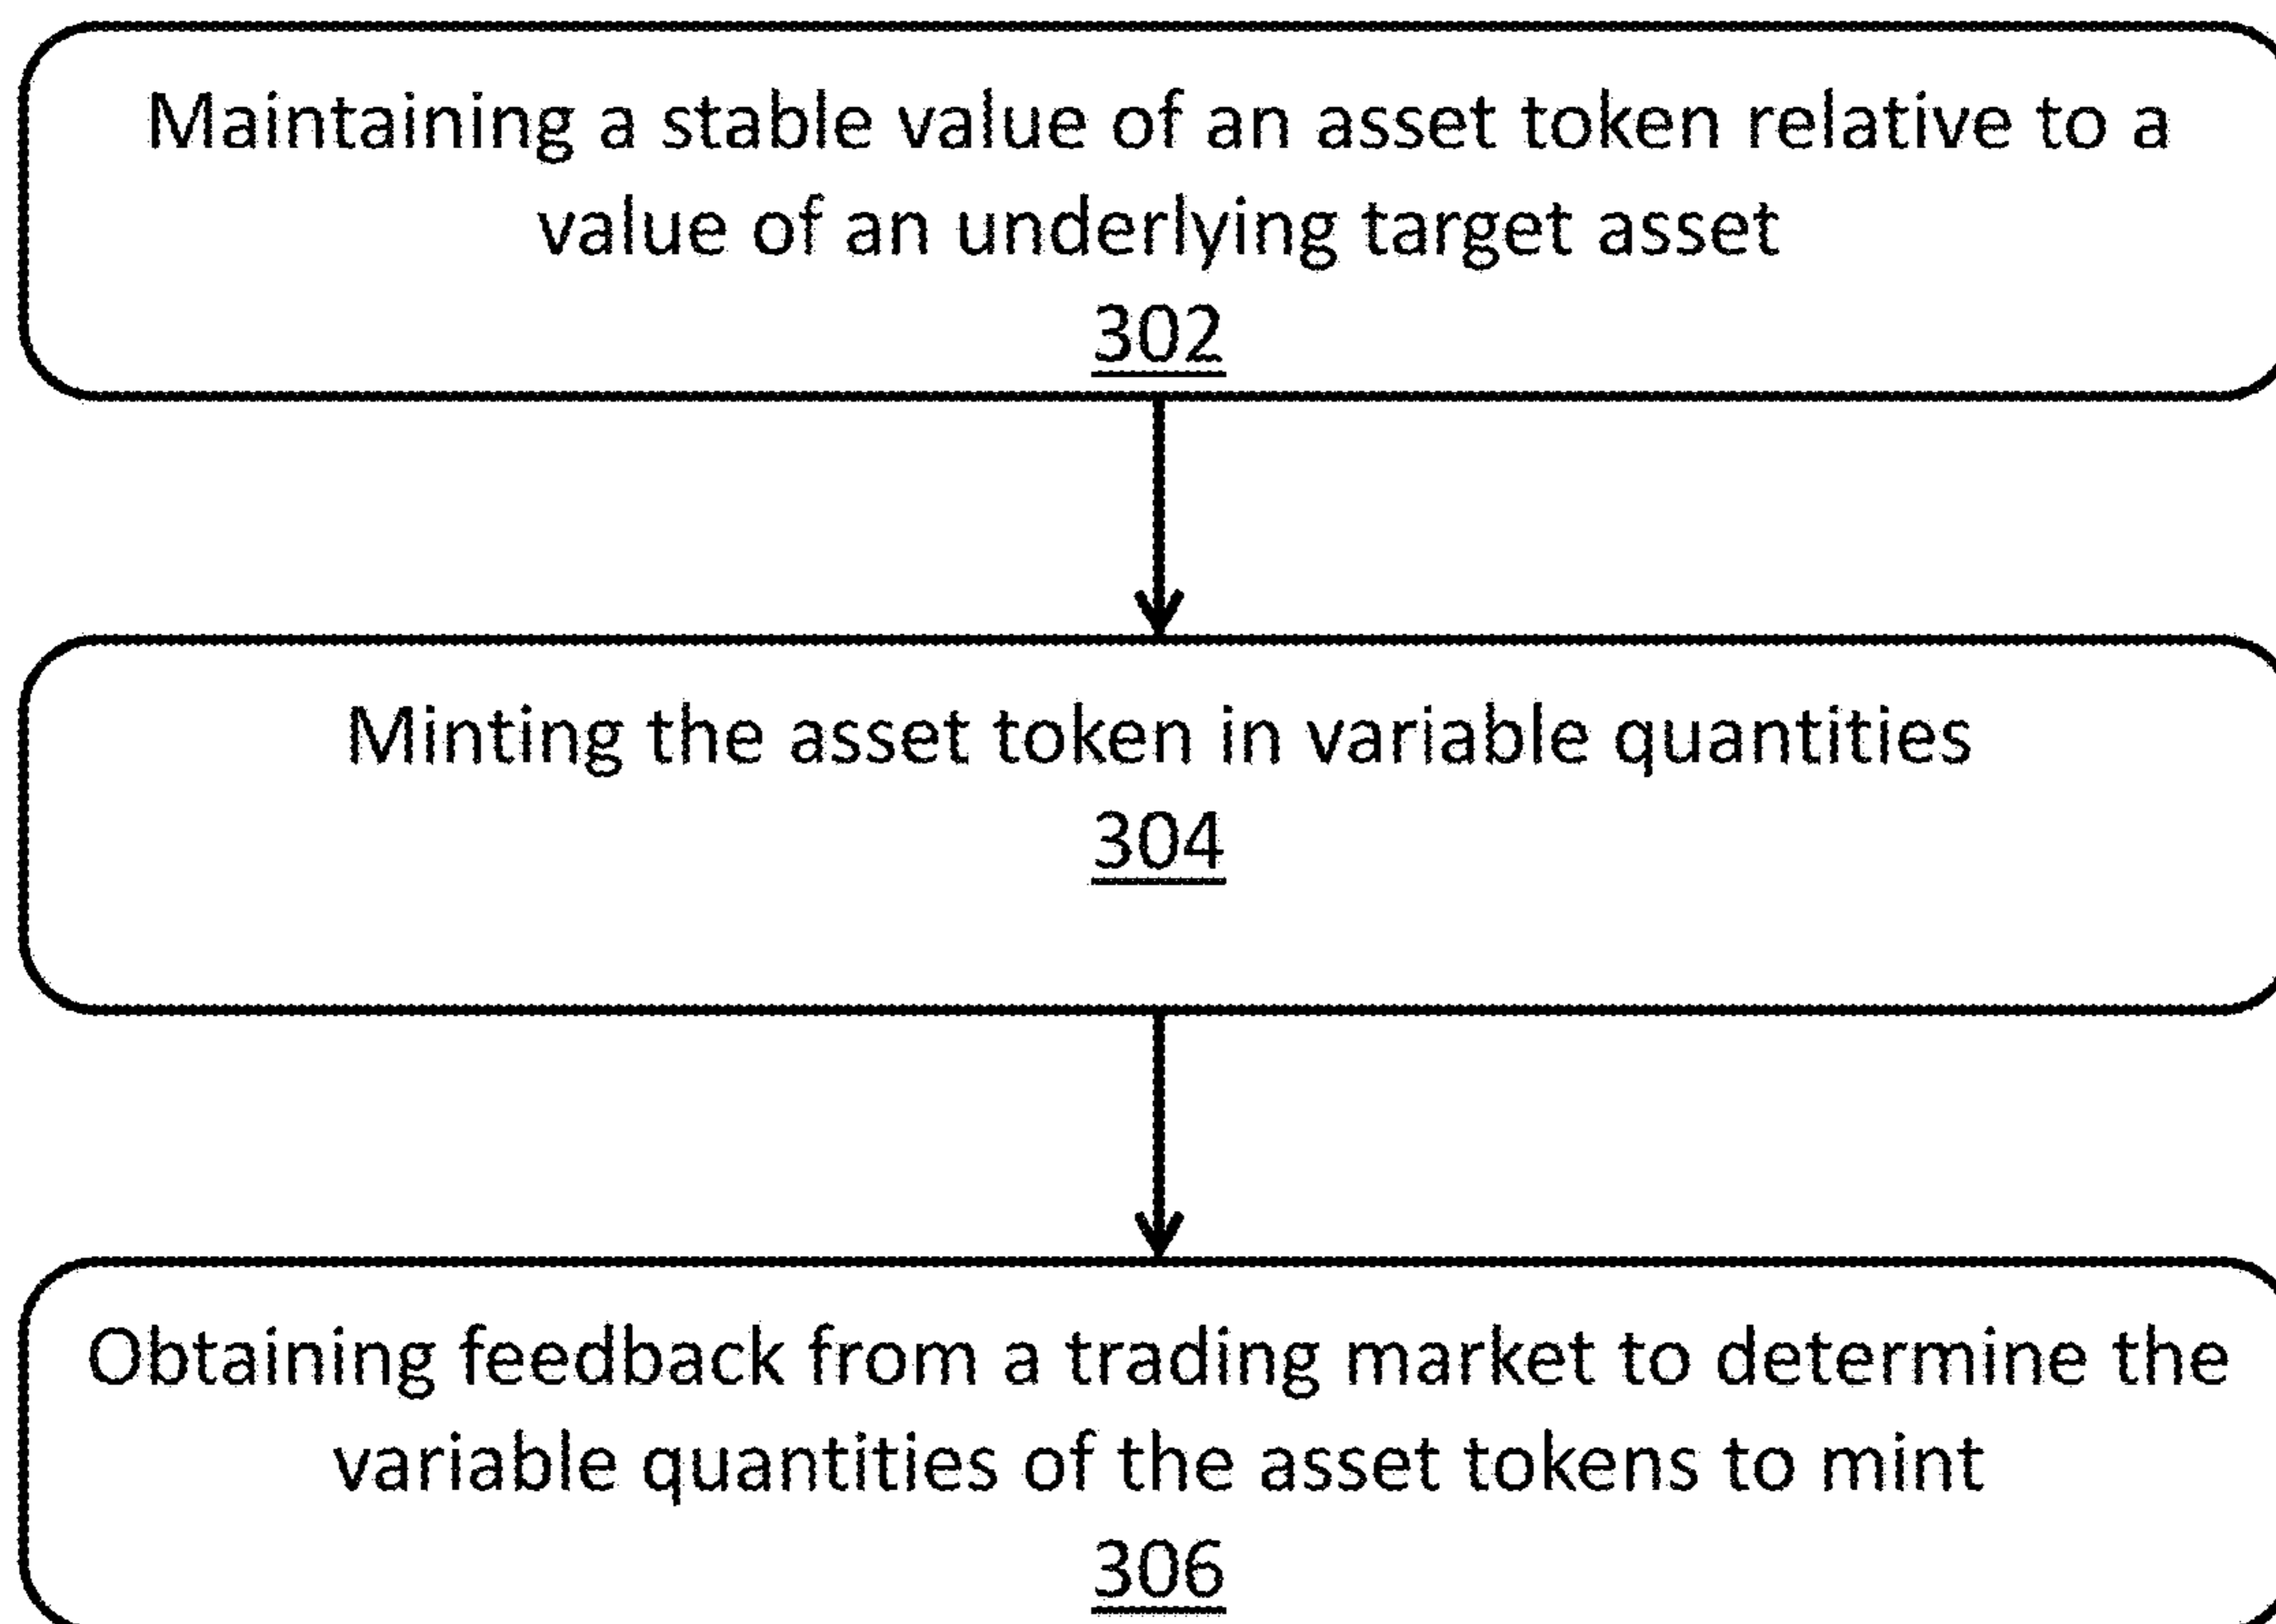 Maintaining a stable value of an asset token relative to a
value of an underlying target asset
302
Minting the asset token in variable quantities
304
Obtaining feedback from a trading market to determine the
variable quantities of the asset tokens to mint
306